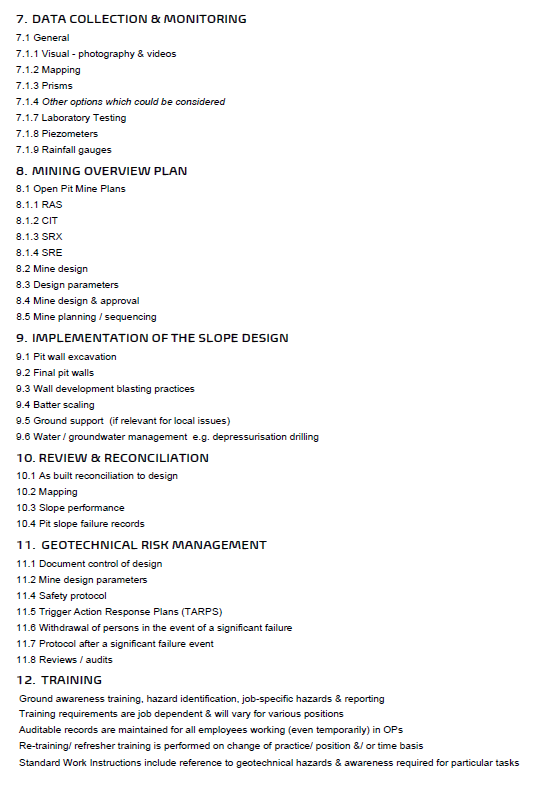 7. DATA COLLECTION & MONITORING
7.1 General
7.1.1 Visual - photography & videos
7.1.2 Mapping
7.1.3 Prisms
7.1.4 Other options which could be considered
7.1.7 Laboratory Testing
7.1.8 Piezometers
7.1.9 Rainfall gauges
8. MINING OVERVIEW PLAN
8.1 Open Pit Mine Plans
8.1.1 RAS
8.1.2 CIT
8.1.3 SRX
8.1.4 SRE
8.2 Mine design
8.3 Design parameters
8.4 Mine design & approval
8.5 Mine planning / sequencing
9. IMPLEMENTATION OF THE SLOPE DESIGN
9.1 Pit wall excavation
9.2 Final pit walls
9.3 Wall development blasting practices
9.4 Batter scaling
9.5 Ground support (if relevant for local issues)
9.6 Water / groundwater management e.g. depressurisation drilling
10. REVIEW & RECONCILIATION
10.1 As built reconciliation to design
10.2 Mapping
10.3 Slope performance
10.4 Pit slope failure records
11. GEOTECHNICAL RISK MANAGEMENT
11.1 Document control of design
11.2 Mine design parameters
11.4 Safety protocol
11.5 Trigger Action Response Plans (TARPS)
11.6 Withdrawal of persons in the event of a significant failure
11.7 Protocol after a significant failure event
11.8 Reviews / audits
12. TRAINING
Ground awareness training, hazard identification, job-specific hazards & reporting
Training requirements are job dependent & will vary for various positions
Auditable records are maintained for all employees working (even temporarily) in OPs
Re-training/ refresher training is performed on change of practice/ position &/ or time basis
Standard Work Instructions include reference to geotechnical hazards & awareness required for particular tasks